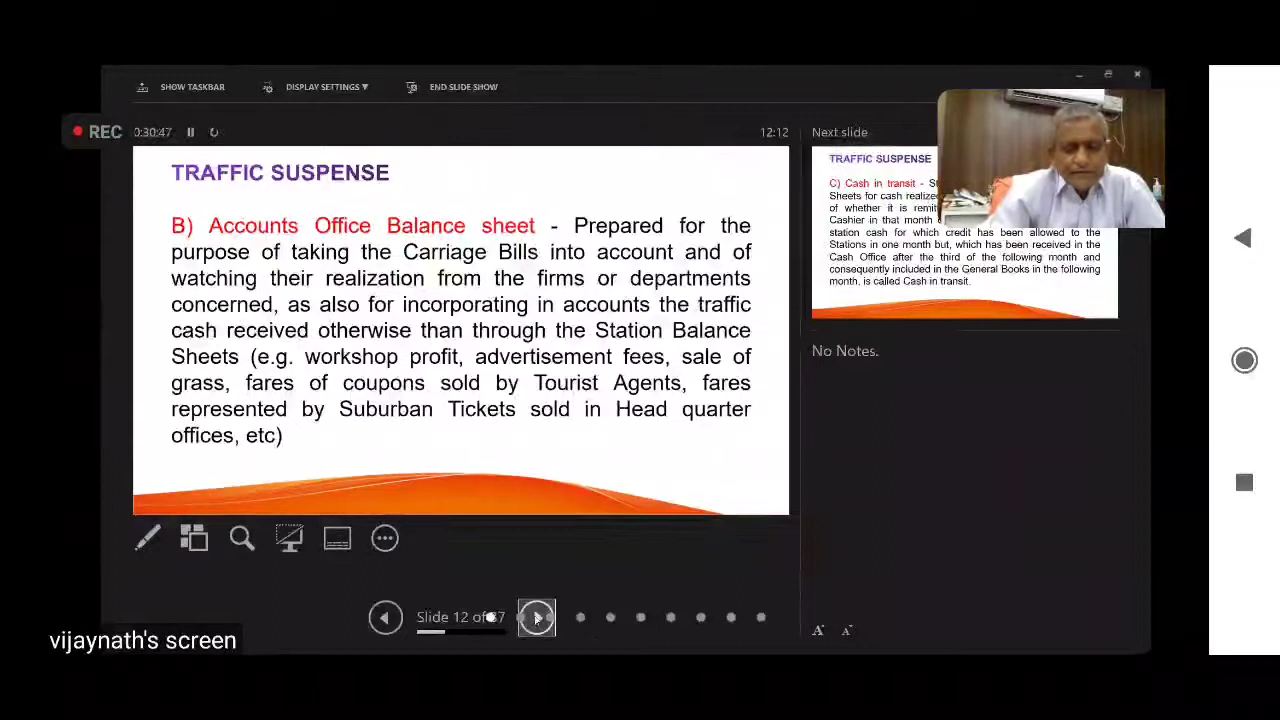 SHOW TASKBAR
DISPLAY SETTINGS ▼
END SLIDE SHOW
REC
0:30:47
12:12
Next slide
TRAFFIC SUSPENSE
B) Accounts Office Balance sheet - Prepared for the
purpose of taking the Carriage Bills into account and of
watching their realization from the firms or departments
concerned, as also for incorporating in accounts the traffic
cash received otherwise than through the Station Balance
Sheets (e.g. workshop profit, advertisement fees, sale of
grass, fares of coupons sold by Tourist Agents, fares
represented by Suburban Tickets sold in Head quarter
offices, etc)
TRAFFIC SUSPENSE
C) Cash in transit -
Sheets for cash realized
of whether it is
Cashier in that month
station cash for which credit has been allowed to the
Stations in one month but, which has been received in the
Cash Office after the third of the following month and
consequently included in the General Books in the following
month, is called Cash in transit.
No Notes.
Slide 12 of
A A
vijaynath's screen